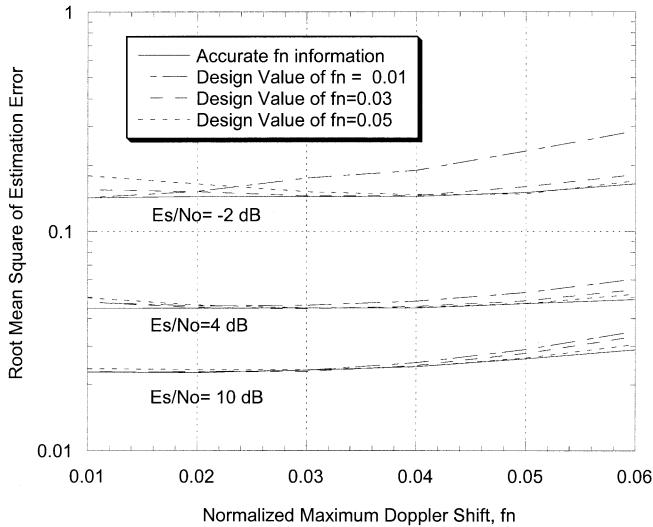 1
Accurate fn information
Design Value of fn = 0.01
Design Value of fn=0.03
Design Value of fn=0.05
Root Mean Square of Estimation Error
Es/No= -2 dB
0.1
Es/No=4 dB
Es/No= 10 dB
0.01
0.01 0.02 0.03 0.04 0.05 0.06
Normalized Maximum Doppler Shift, fn